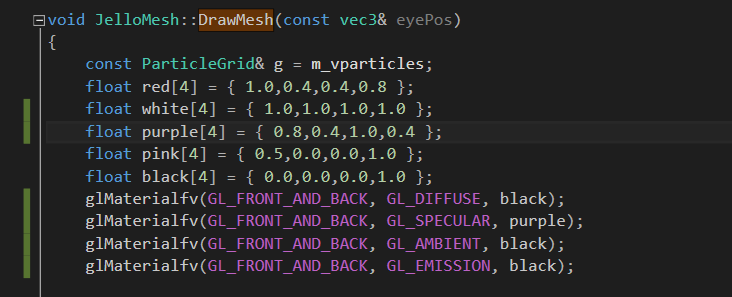 void JelloMesh::DrawMesh(const vec3& eyePos)
{
const ParticleGrid& g = m_vparticles;
float red[4] = { 1.0,0.4,0.4,0.8 };
float white[4] = { 1.0,1.0,1.0,1.0 };
float purple[4] = { 0.8,0.4,1.0,0.4 };
float pink[4] = { 0.5,0.0,0.0,1.0 };
float black[4] = { 0.0,0.0,0.0,1.0 };
glMaterialfv(GL_FRONT_AND_BACK, GL_DIFFUSE, black);
glMaterialfv(GL_FRONT_AND_BACK, GL_SPECULAR, purple);
glMaterialfv(GL_FRONT_AND_BACK, GL_AMBIENT, black);
glMaterialfv(GL_FRONT_AND_BACK, GL_EMISSION, black);